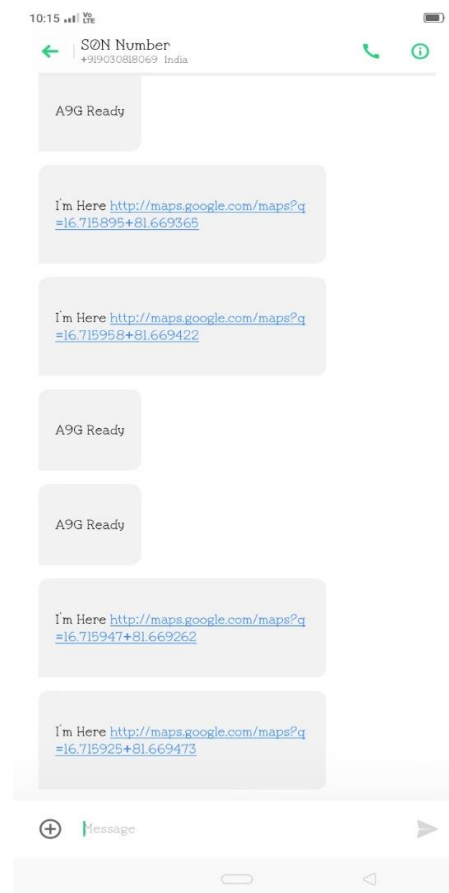 10:15 Vo LTE
SØN Number
+919030818069 India
A9G Ready
I'm Here http://maps.google.com/maps?q
=16.715895+81.669365
I'm Here http://maps.google.com/maps?q
=16.715958+81.669422
A9G Ready
A9G Ready
I'm Here http://maps.google.com/maps?q
=16.715947+81.669262
I'm Here http://maps.google.com/maps?q
=16.715925+81.669473
Message